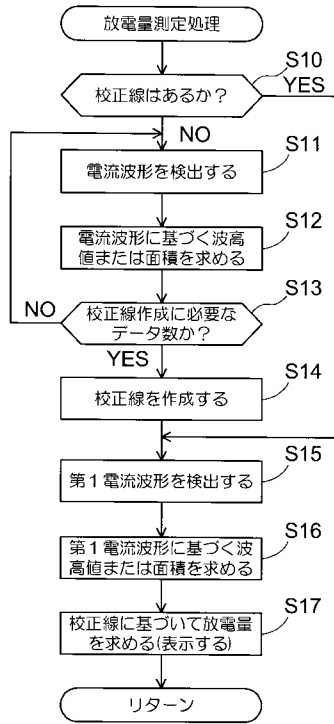 放電量測定処理
S10
校正線はあるか?
YES
NO
S11
電流波形を検出する
S12
電流波形に基づく波高
値または面積を求める
S13
NO
校正線作成に必要な
データ数か?
YES
S14
校正線を作成する
S15
第1電流波形を検出する
S16
第1電流波形に基づく波
高値または面積を求める
S17
校正線に基づいて放電量
を求める(表示する)
リターン